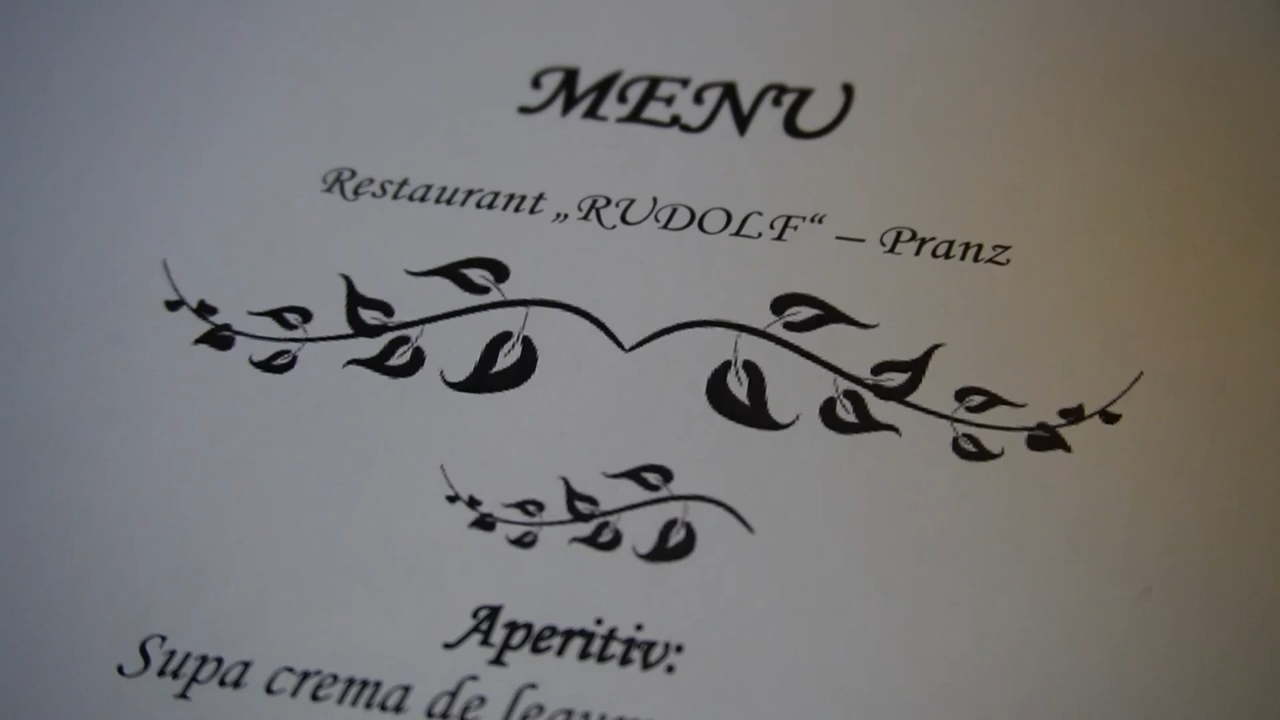 MENU
Restaurant „RUDOLF“ – Pranz
Aperitiv:
Supa crema de